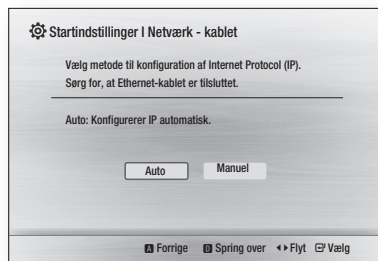 Startindstillinger I Netværk - kablet
Vælg metode til konfiguration af Internet Protocol (IP).
Sørg for, at Ethernet-kablet er tilsluttet.
Auto: Konfigurerer IP automatisk.
Auto Manuel
A Forrige D Spring over Flyt Vælg